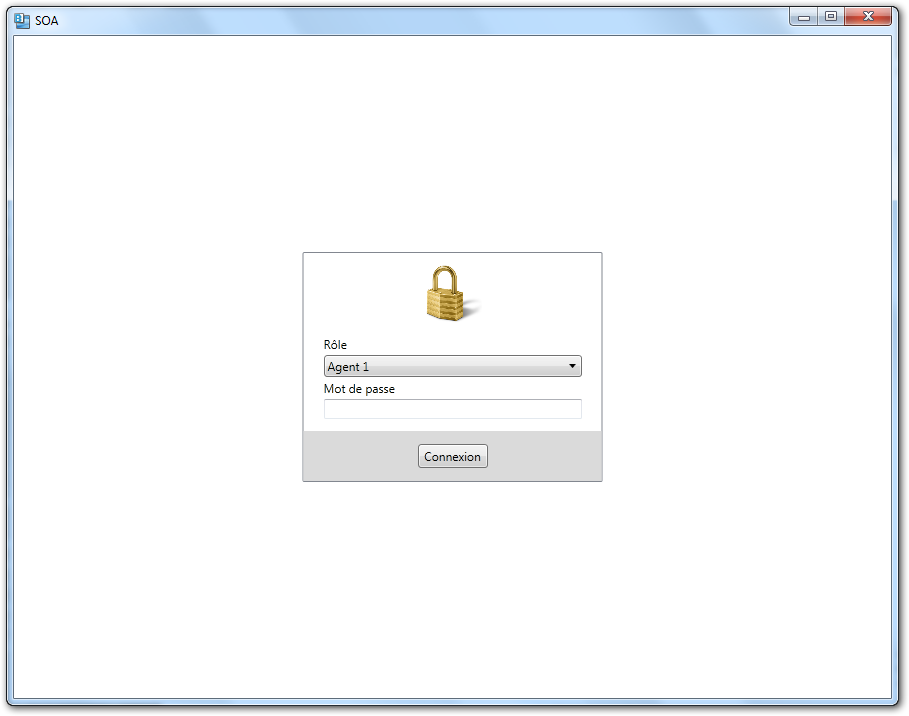 SOA
Rôle
Agent 1
Mot de passe
Connexion